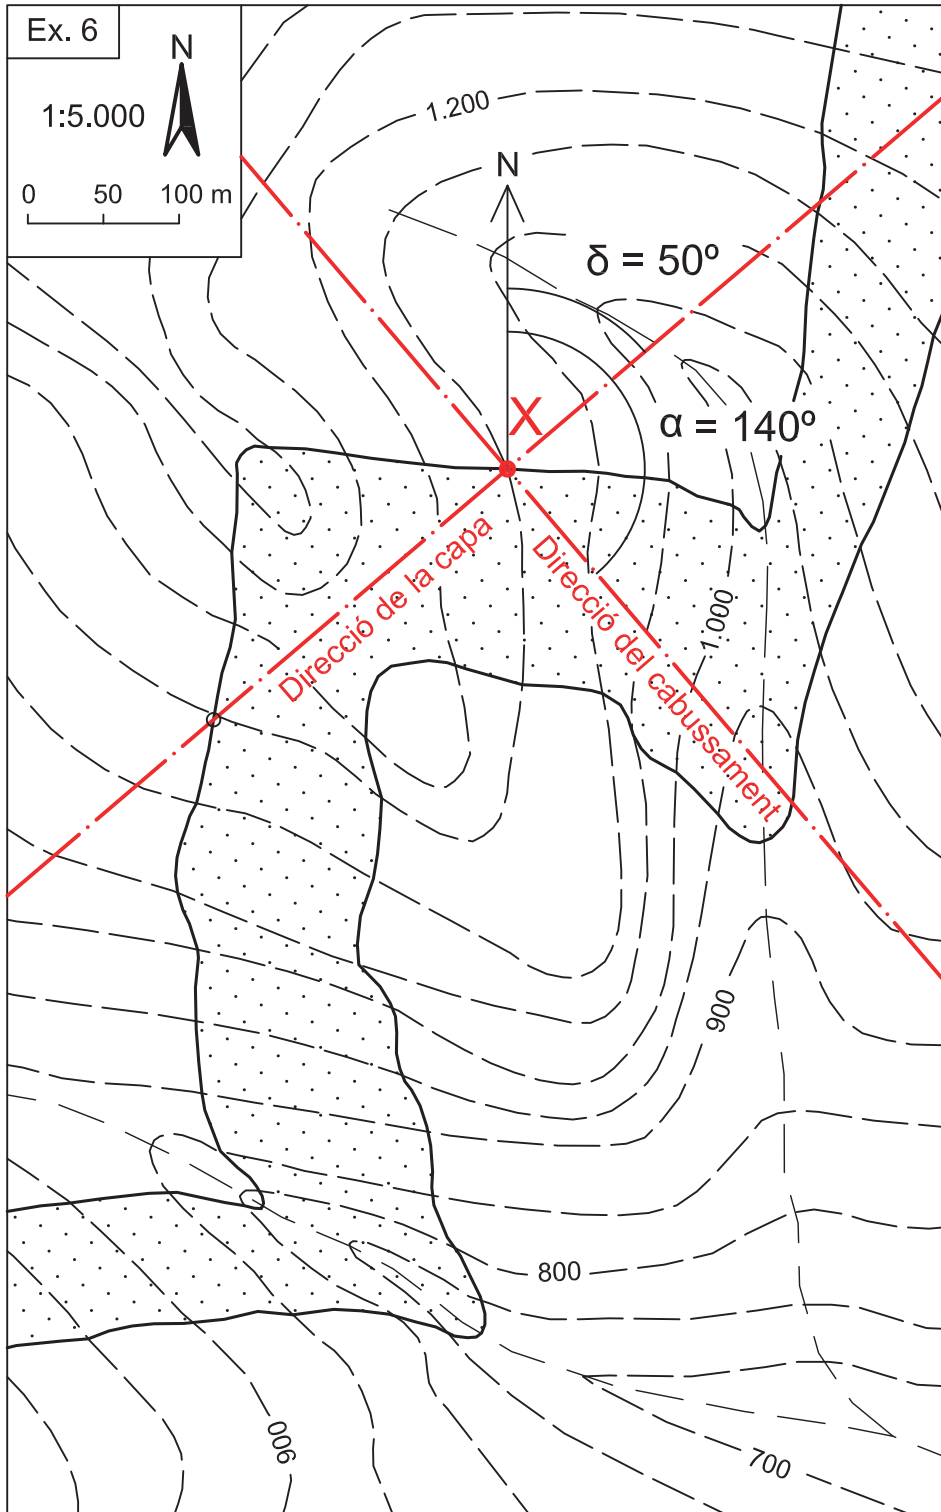 Ex. 6
N
1:5.000
0 50 100 m
1.200
N
δ = 50º
X
α = 140º
Direcció de la capa
Direcció del cabussament
1.000
900
800
900
700